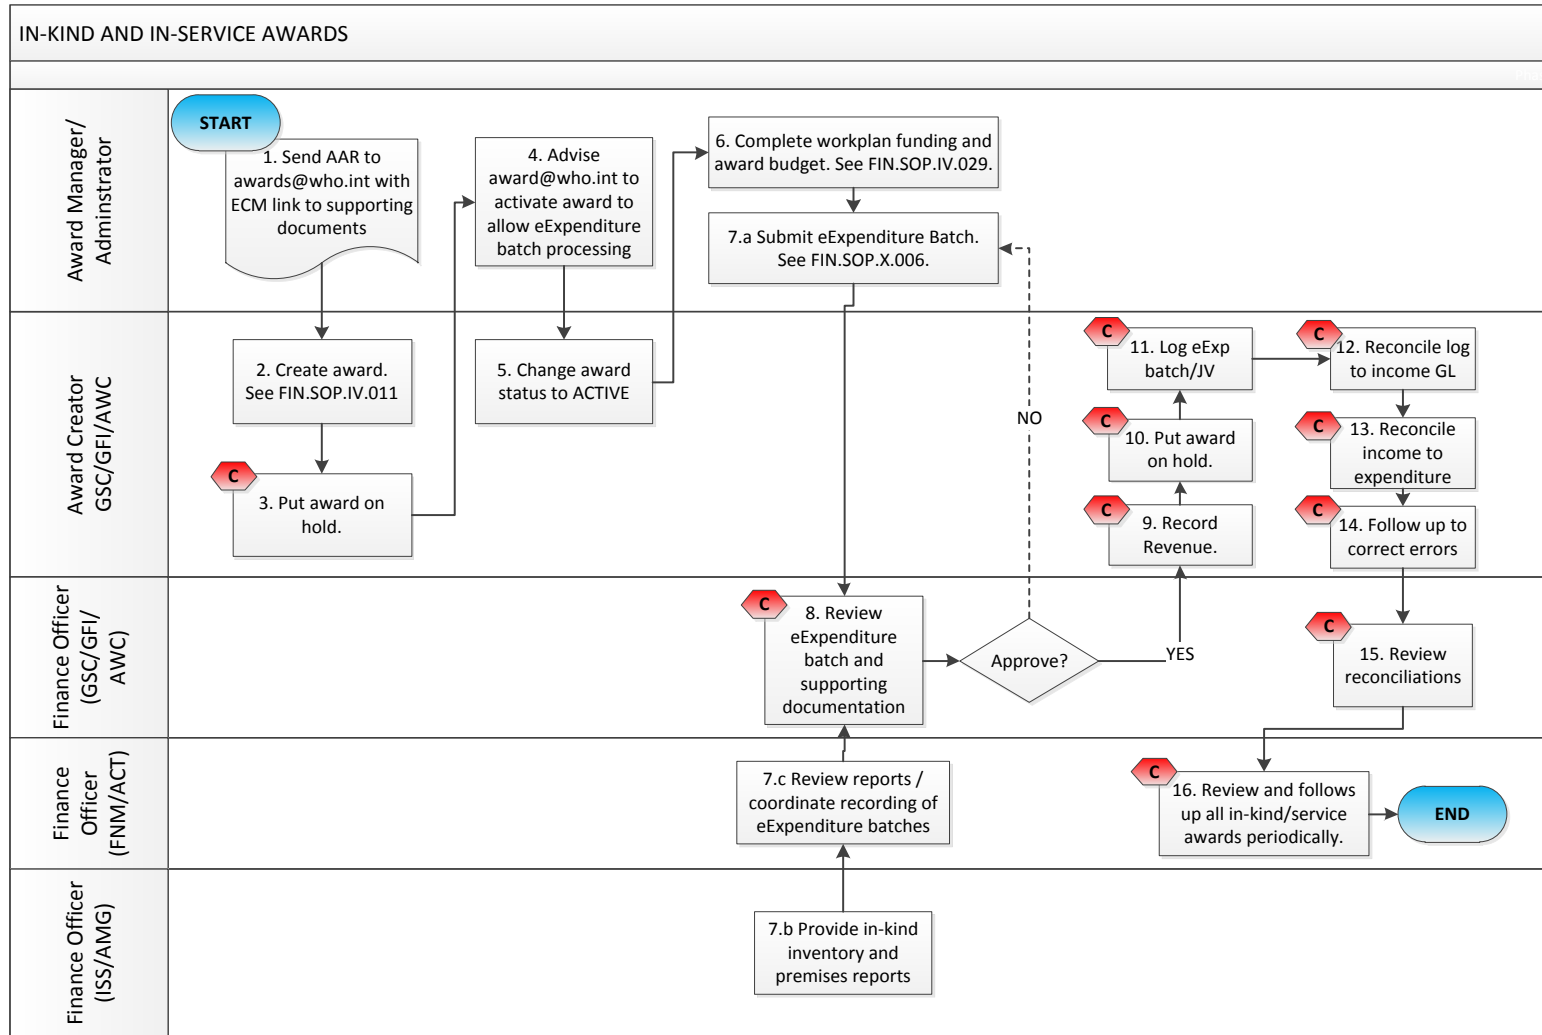 IN-KIND AND IN-SERVICE AWARDS
Award Manager/
Adminstrator
START
1. Send AAR to
awards@who.int with
ECM link to supporting
documents
4. Advise
award@who.int to
activate award to
allow eExpenditure
batch processing
6. Complete workplan funding and
award budget. See FIN.SOP.IV.029.
7.a Submit eExpenditure Batch.
See FIN.SOP.X.006.
Award Creator
GSC/GFI/AWC
2. Create award.
See FIN.SOP.IV.011
C
3. Put award on
hold.
5. Change award
status to ACTIVE
NO
C
11. Log eExp
batch/JV
C
10. Put award
on hold.
C
9. Record
Revenue.
C
12. Reconcile log
to income GL
C
13. Reconcile
income to
expenditure
C
14. Follow up to
correct errors
Finance Officer
(GSC/GFI/
AWC)
C
8. Review
eExpenditure
batch and
supporting
documentation
Approve?
YES
C
15. Review
reconciliations
Finance
Officer
(FNM/ACT)
7.c Review reports /
coordinate recording of
eExpenditure batches
C
16. Review and follows
up all in-kind/service
awards periodically.
END
Finance Officer
(ISS/AMG)
7.b Provide in-kind
inventory and
premises reports